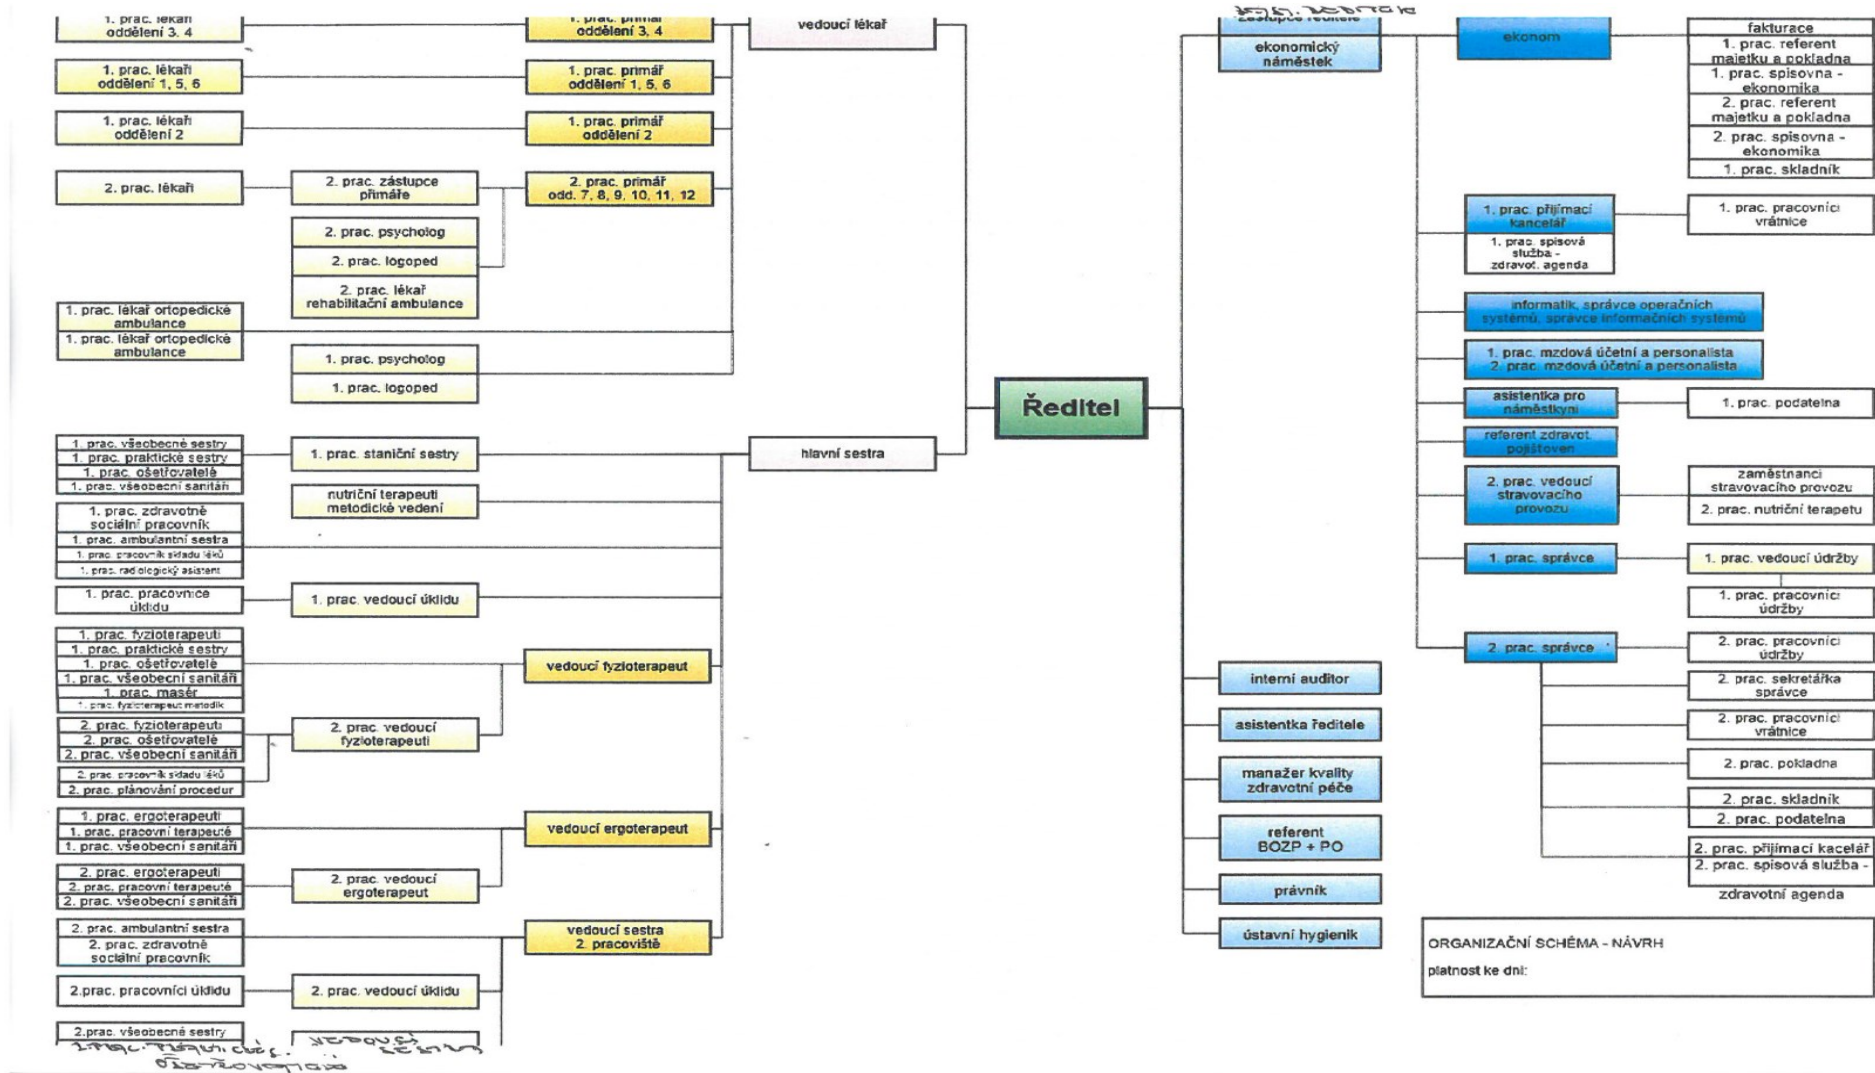 1. prac. lékaři
oddělení 3, 4
1. prac. primář
oddělení 3, 4
vedoucí lékař
1. prac. lékaři
oddělení 1, 5, 6
1. prac. primář
oddělení 1, 5, 6
1. prac. lékaři
oddělení 2
1. prac. primář
oddělení 2
2. prac. lékaři
2. prac. zástupce
přimáře
2. prac. primář
odd. 7, 8, 9, 10, 11, 12
2. prac. psycholog
2. prac. logoped
2. prac. lékař
rehabilitační ambulance
1. prac. lékař ortopedické
ambulance
1. prac. lékař ortopedické
ambulance
1. prac. psycholog
1. prac. logoped
Ředitel
hlavní sestra
1. prac. všeobecné sestry
1. prac. praktické sestry
1. prac. ošetřovatelé
1. prac. všeobecní sanitáři
1. prac. staniční sestry
nutriční terapeuti
metodické vedení
1. prac. zdravotně
sociální pracovník
1. prac. ambulantní sestra
1. prac. pracovník skladu léků
1. prac. radiologický asistent
1. prac. pracovnice
úklidu
1. prac. vedoucí úklidu
1. prac. fyzioterapeuti
1. prac. praktické sestry
1. prac. ošetřovatelé
1. prac. všeobecní sanitáři
1. prac. masér
1. prac. fyzioterapeut metodik
vedoucí fyzioterapeut
2. prac. fyzioterapeuti
2. prac. ošetřovatelé
2. prac. všeobecní sanitáři
2. prac. pracovník skladu léků
2. prac. plánování procedur
2. prac. vedoucí
fyzioterapeuti
1. prac. ergoterapeuti
1. prac. pracovní terapeuté
1. prac. všeobecní sanitáři
vedoucí ergoterapeut
2. prac. ergoterapeuti
2. prac. pracovní terapeuté
2. prac. všeobecní sanitáři
2. prac. vedoucí
ergoterapeut
2. prac. ambulantní sestra
2. prac. zdravotně
sociální pracovník
vedoucí sestra
2. pracoviště
2.prac. pracovníci úklidu
2. prac. vedoucí úklidu
2.prac. všeobecné sestry
zástupce ředitele
ekonomický
náměstek
ekonom
fakturace
1. prac. referent
majetku a pokladna
1. prac. spisovna -
ekonomika
2. prac. referent
majetku a pokladna
2. prac. spisovna -
ekonomika
1. prac. skladník
1. prac. přijímací
kancelář
1. prac. spisová
služba -
zdravot. agenda
1. prac. pracovníci
vrátnice
informatik, správce operačních
systémů, správce informačních systémů
1. prac. mzdová účetní a personalista
2. prac. mzdová účetní a personalista
asistentka pro
náměstkyni
1. prac. podatelna
referent zdravot.
pojišťoven
2. prac. vedoucí
stravovacího
provozu
zaměstnanci
stravovacího provozu
2. prac. nutriční terapetu
1. prac. správce
1. prac. vedoucí údržby
1. prac. pracovníci
údržby
2. prac. správce
2. prac. pracovníci
údržby
2. prac. sekretářka
správce
2. prac. pracovníci
vrátnice
2. prac. pokladna
2. prac. skladník
2. prac. podatelna
2. prac. přijímací kacelář
2. prac. spisová služba -
zdravotní agenda
interní auditor
asistentka ředitele
manažer kvality
zdravotní péče
referent
BOZP + PO
právník
ústavní hygienik
ORGANIZAČNÍ SCHÉMA - NÁVRH
platnost ke dni: